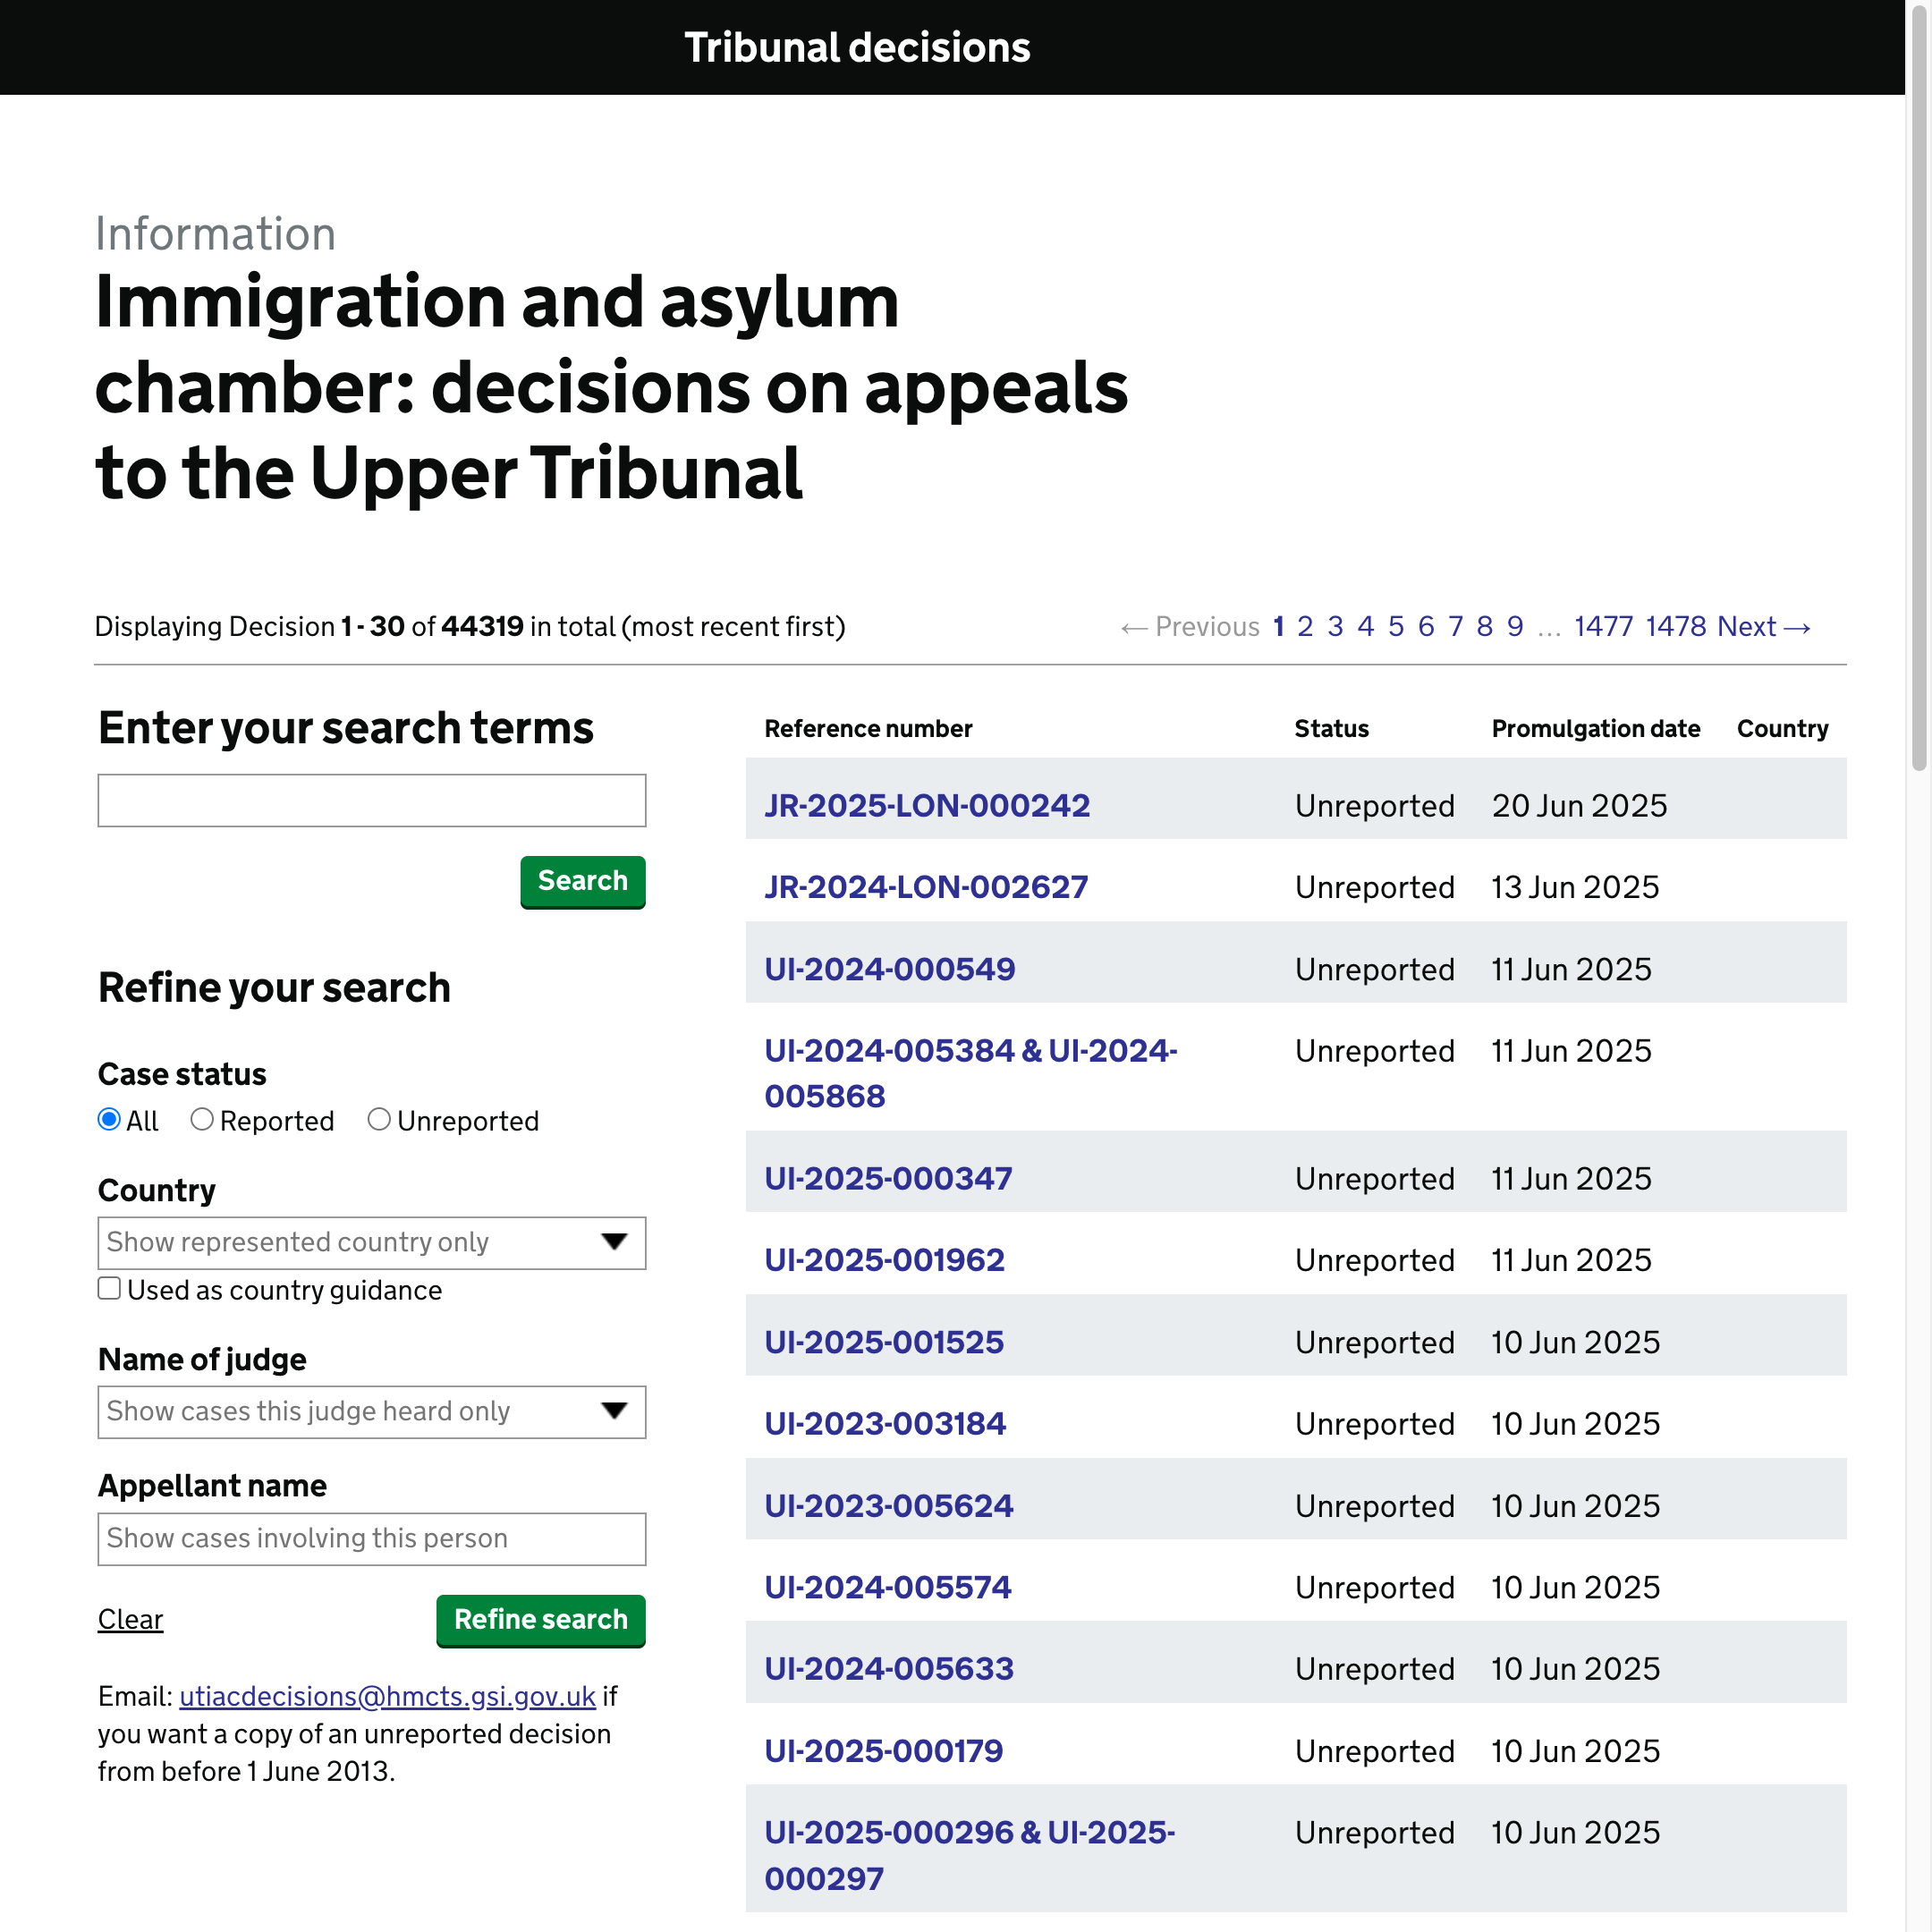 Tribunal decisions
Information
Immigration and asylum
chamber: decisions on appeals
to the Upper Tribunal
Displaying Decision 1 - 30 of 44319 in total (most recent first)
← Previous 1 2 3 4 5 6 7 8 9 … 1477 1478 Next →
Enter your search terms
Search
Refine your search
Case status
All Reported Unreported
Country
Show represented country only
Used as country guidance
Name of judge
Show cases this judge heard only
Appellant name
Show cases involving this person
Clear Refine search
Email: utiacdecisions@hmcts.gsi.gov.uk if
you want a copy of an unreported decision
from before 1 June 2013.
Reference number Status Promulgation date Country
JR-2025-LON-000242 Unreported 20 Jun 2025
JR-2024-LON-002627 Unreported 13 Jun 2025
UI-2024-000549 Unreported 11 Jun 2025
UI-2024-005384 & UI-2024- Unreported 11 Jun 2025
005868
UI-2025-000347 Unreported 11 Jun 2025
UI-2025-001962 Unreported 11 Jun 2025
UI-2025-001525 Unreported 10 Jun 2025
UI-2023-003184 Unreported 10 Jun 2025
UI-2023-005624 Unreported 10 Jun 2025
UI-2024-005574 Unreported 10 Jun 2025
UI-2024-005633 Unreported 10 Jun 2025
UI-2025-000179 Unreported 10 Jun 2025
UI-2025-000296 & UI-2025- Unreported 10 Jun 2025
000297